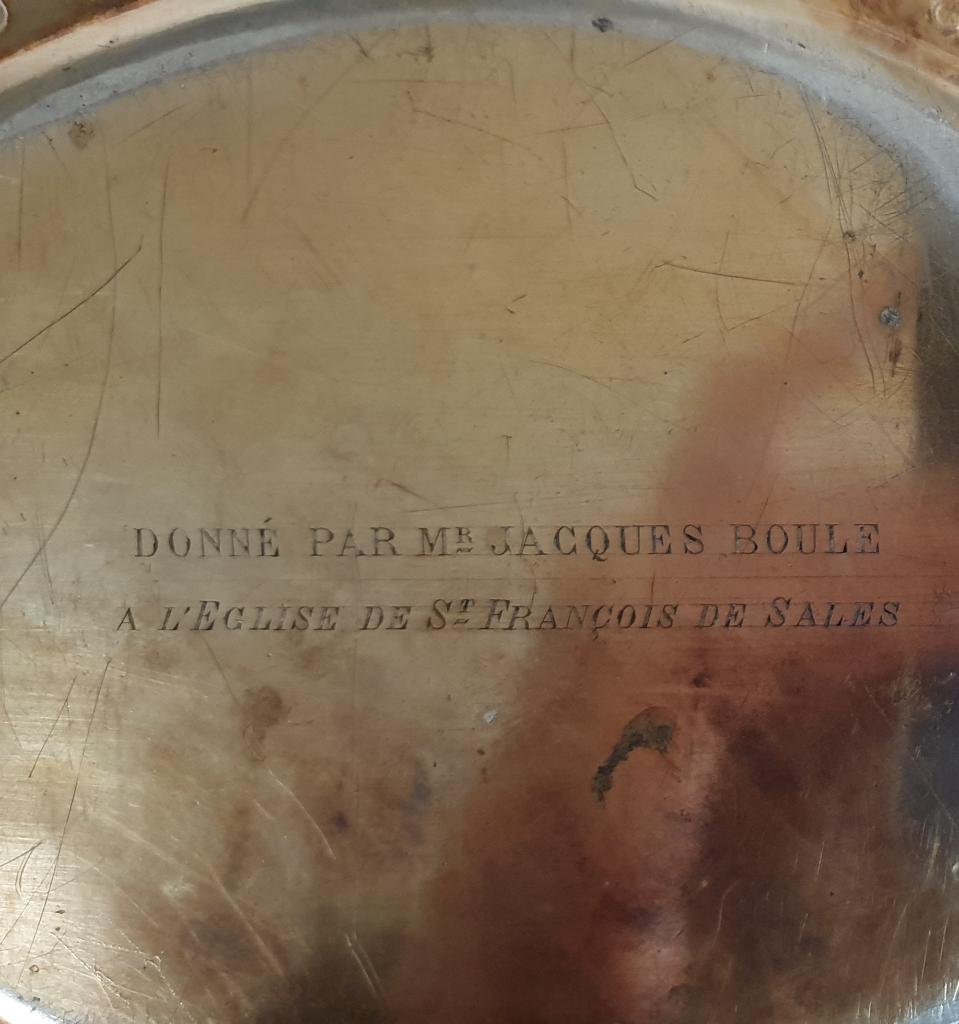 DONNÉ PAR MR JACQUES BOULE
A L'EGLISE DE ST FRANÇOIS DE SALES